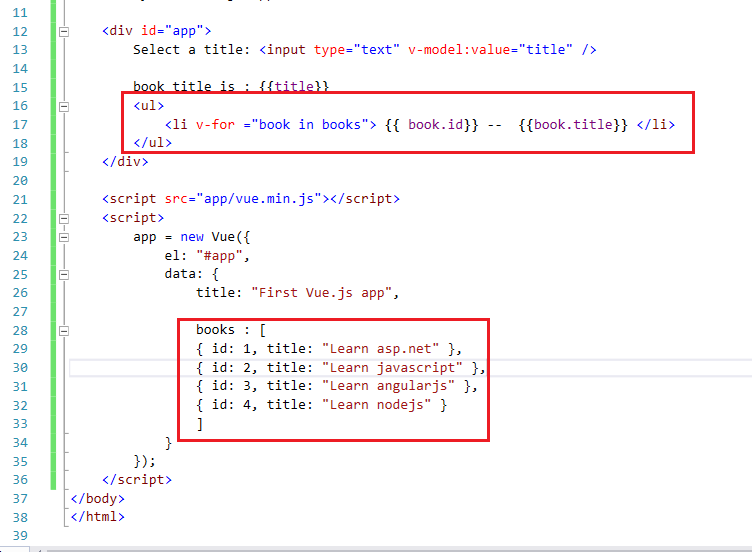 11
12 <div id="app">
13 Select a title: <input type="text" v-model:value="title" />
14
15 book title is : {{title}}
16 <ul>
17 <li v-for ="book in books"> {{ book.id}} -- {{book.title}} </li>
18 </ul>
19 </div>
20
21 <script src="app/vue.min.js"></script>
22 <script>
23 app = new Vue({
24 el: "#app",
25 data: {
26 title: "First Vue.js app",
27
28 books : [
29 { id: 1, title: "Learn asp.net" },
30 { id: 2, title: "Learn javascript" },
31 { id: 3, title: "Learn angularjs" },
32 { id: 4, title: "Learn nodejs" }
33 ]
34 }
35 });
36 </script>
37 </body>
38 </html>
39